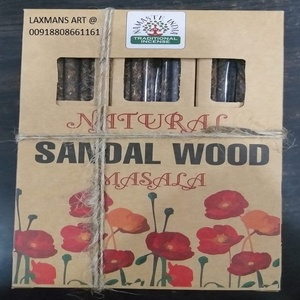 LAXMANS ART @
00918808661161
NAMASTE INDIA
TRADITIONAL
INCENSE
NATURAL
SANDAL WOOD
MASALA